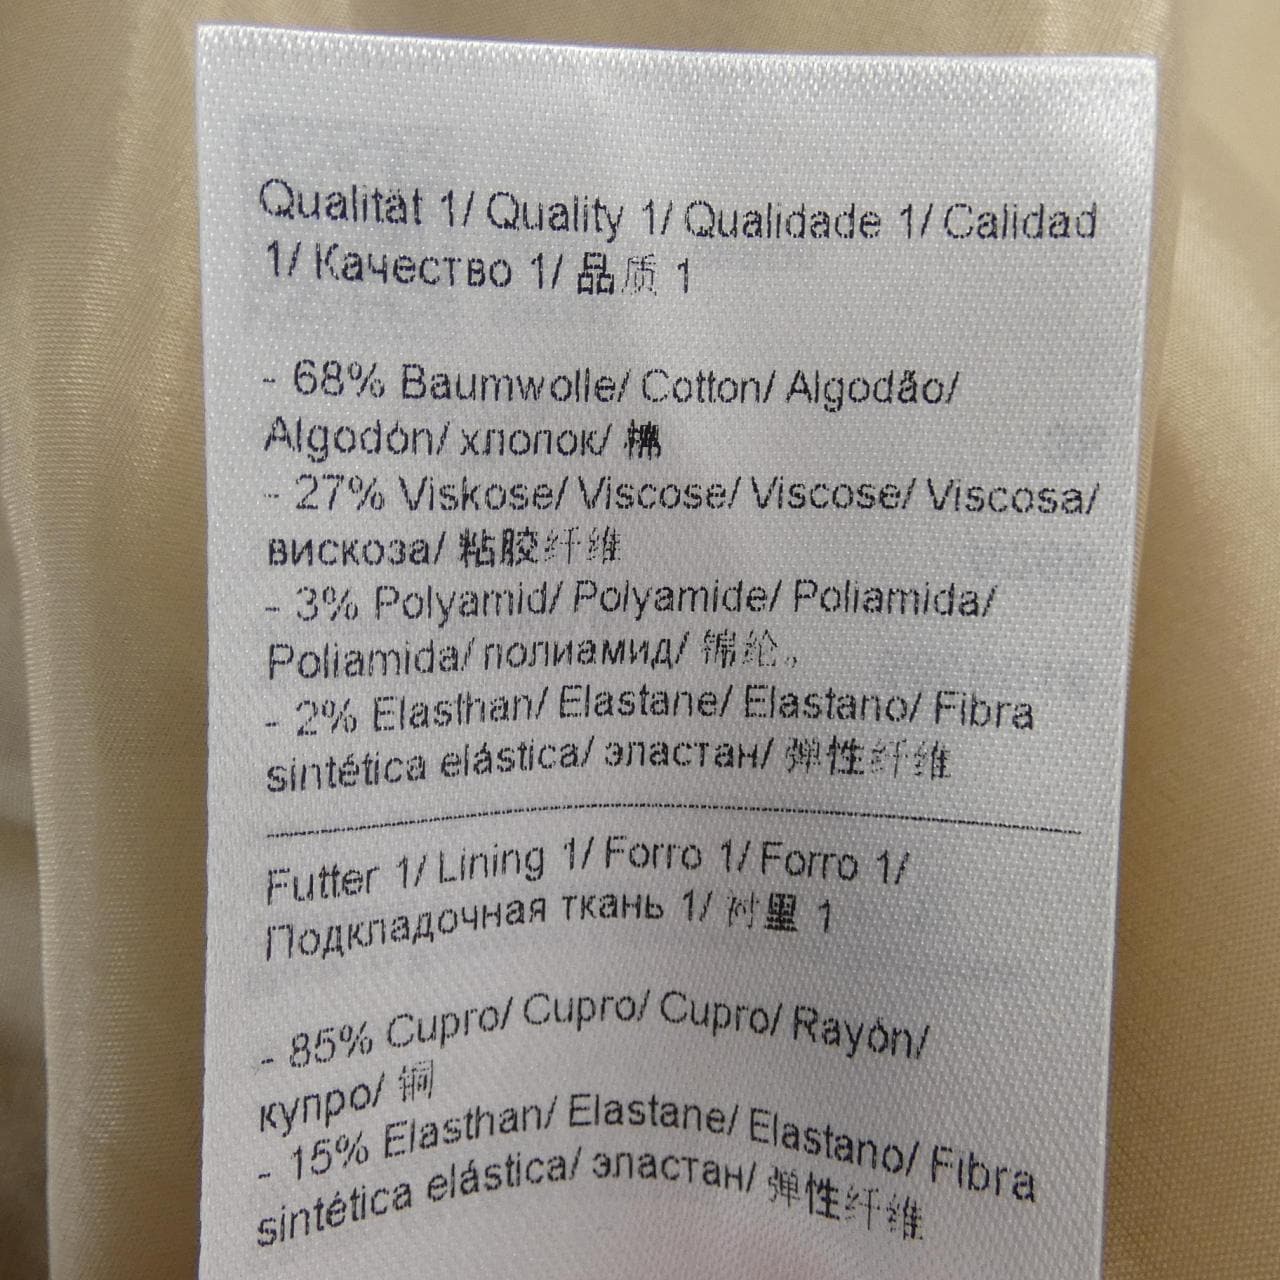 Qualität 1/ Quality 1/ Qualidade 1/ Calidad
1/ Качество 1/ 品质 1
- 68% Baumwolle/ Cotton/ Algodão/
Algodón/ хлопок/ 棉
- 27% Viskose/ Viscose/ Viscose/ Viscosa/
вискоза/ 粘胶纤维
- 3% Polyamid/ Polyamide/ Poliamida/
Poliamida/ полиамид/ 锦纶。
- 2% Elasthan/ Elastane/ Elastano/ Fibra
sintética elástica/ эластан/ 弹性纤维
Futter 1/ Lining 1/ Forro 1/ Forro 1/
Подкладочная ткань 1/ 衬里 1
- 85% Cupro/ Cupro/ Cupro/ Rayón/
купро/ 铜
- 15% Elasthan/ Elastane/ Elastano/ Fibra
sintética elástica/ эластан/ 弹性纤维